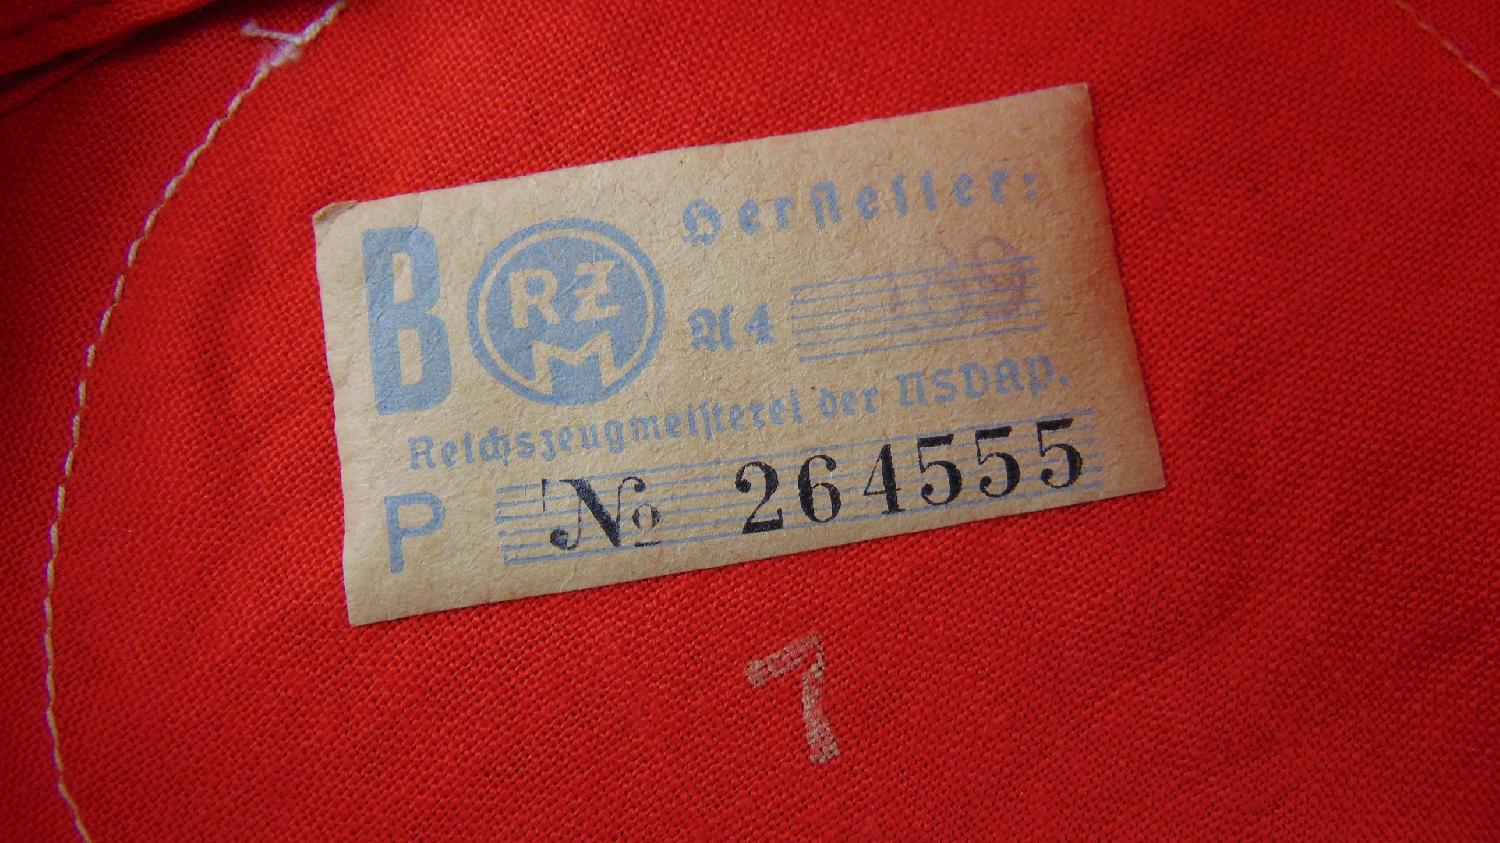 B RZM Hersteller:
A4
Reichszeugmeisterei der NSDAP.
P No 264555
7